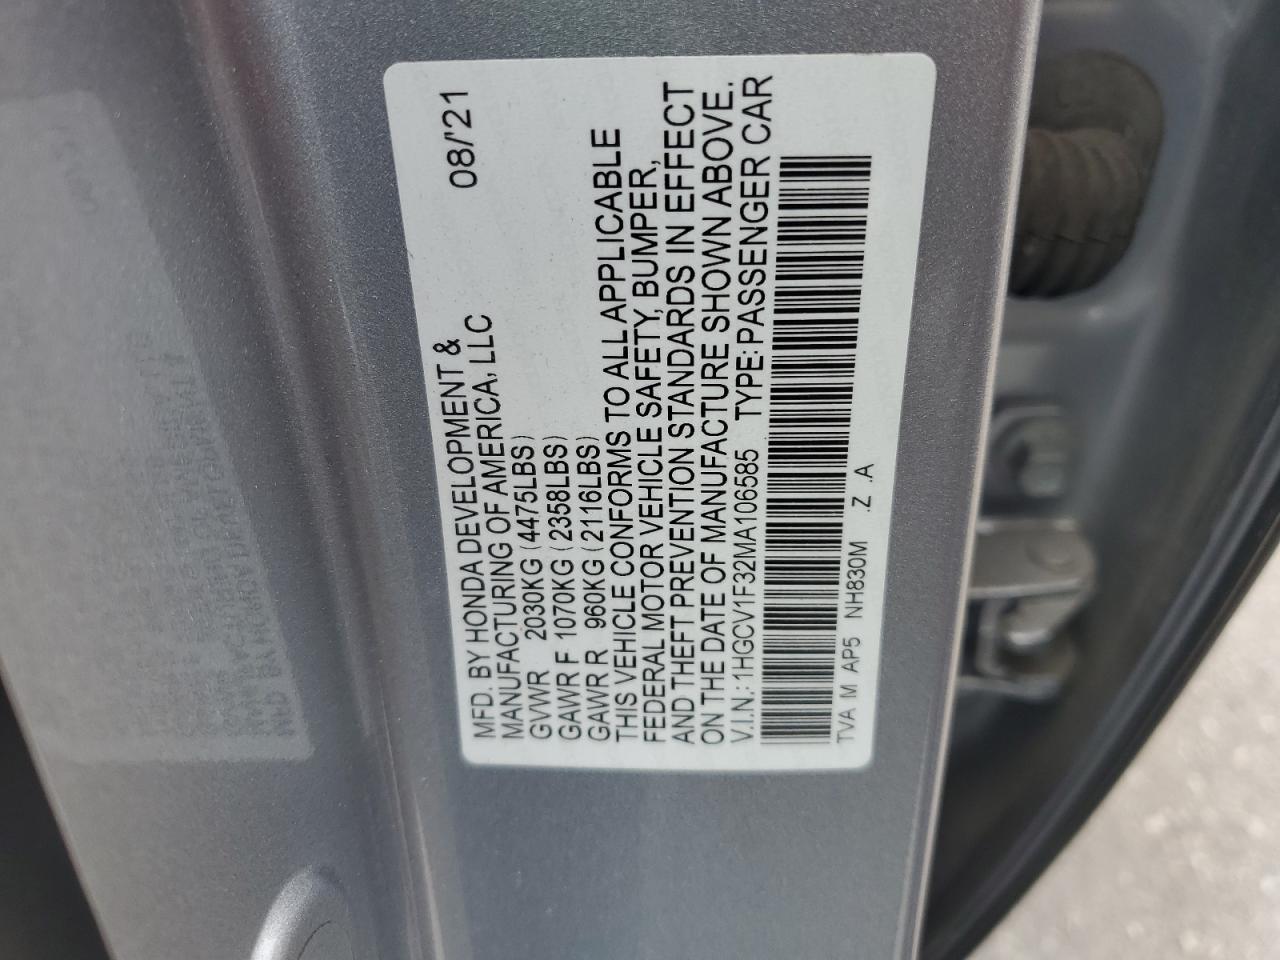 MFD. BY HONDA DEVELOPMENT & 08/'21
MANUFACTURING OF AMERICA, LLC
GVWR 2030KG (4475LBS)
GAWR F 1070KG (2358LBS)
GAWR R 960KG (2116LBS)
THIS VEHICLE CONFORMS TO ALL APPLICABLE
FEDERAL MOTOR VEHICLE SAFETY, BUMPER,
AND THEFT PREVENTION STANDARDS IN EFFECT
ON THE DATE OF MANUFACTURE SHOWN ABOVE.
V.I.N.: 1HGCV1F32MA106585 TYPE: PASSENGER CAR
TVA M AP5 NH830M .Z .A